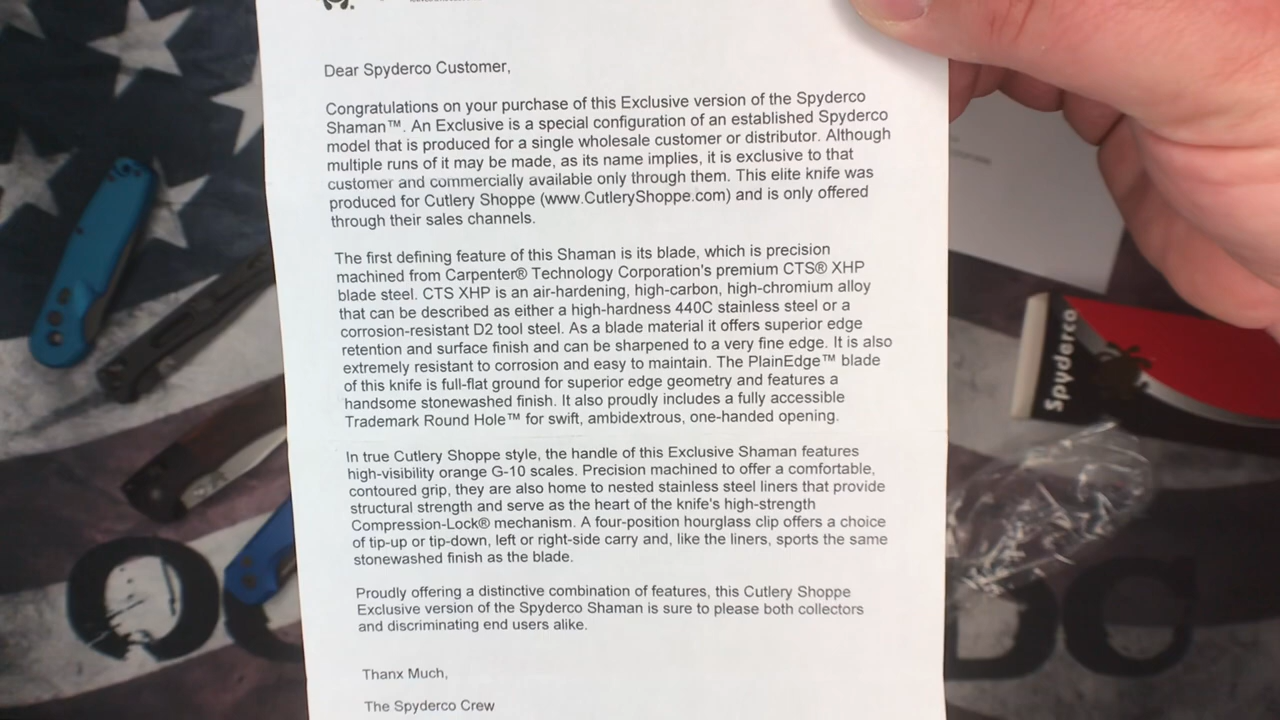 Dear Spyderco Customer,
Congratulations on your purchase of this Exclusive version of the Spyderco
Shaman™. An Exclusive is a special configuration of an established Spyderco
model that is produced for a single wholesale customer or distributor. Although
multiple runs of it may be made, as its name implies, it is exclusive to that
customer and commercially available only through them. This elite knife was
produced for Cutlery Shoppe (www.CutleryShoppe.com) and is only offered
through their sales channels.
The first defining feature of this Shaman is its blade, which is precision
machined from Carpenter® Technology Corporation's premium CTS® XHP
blade steel. CTS XHP is an air-hardening, high-carbon, high-chromium alloy
that can be described as either a high-hardness 440C stainless steel or a
corrosion-resistant D2 tool steel. As a blade material it offers superior edge
retention and surface finish and can be sharpened to a very fine edge. It is also
extremely resistant to corrosion and easy to maintain. The PlainEdge™ blade
of this knife is full-flat ground for superior edge geometry and features a
handsome stonewashed finish. It also proudly includes a fully accessible
Trademark Round Hole™ for swift, ambidextrous, one-handed opening.
In true Cutlery Shoppe style, the handle of this Exclusive Shaman features
high-visibility orange G-10 scales. Precision machined to offer a comfortable,
contoured grip, they are also home to nested stainless steel liners that provide
structural strength and serve as the heart of the knife's high-strength
Compression-Lock® mechanism. A four-position hourglass clip offers a choice
of tip-up or tip-down, left or right-side carry and, like the liners, sports the same
stonewashed finish as the blade.
Proudly offering a distinctive combination of features, this Cutlery Shoppe
Exclusive version of the Spyderco Shaman is sure to please both collectors
and discriminating end users alike.
Thanx Much,
The Spyderco Crew
Spyderco